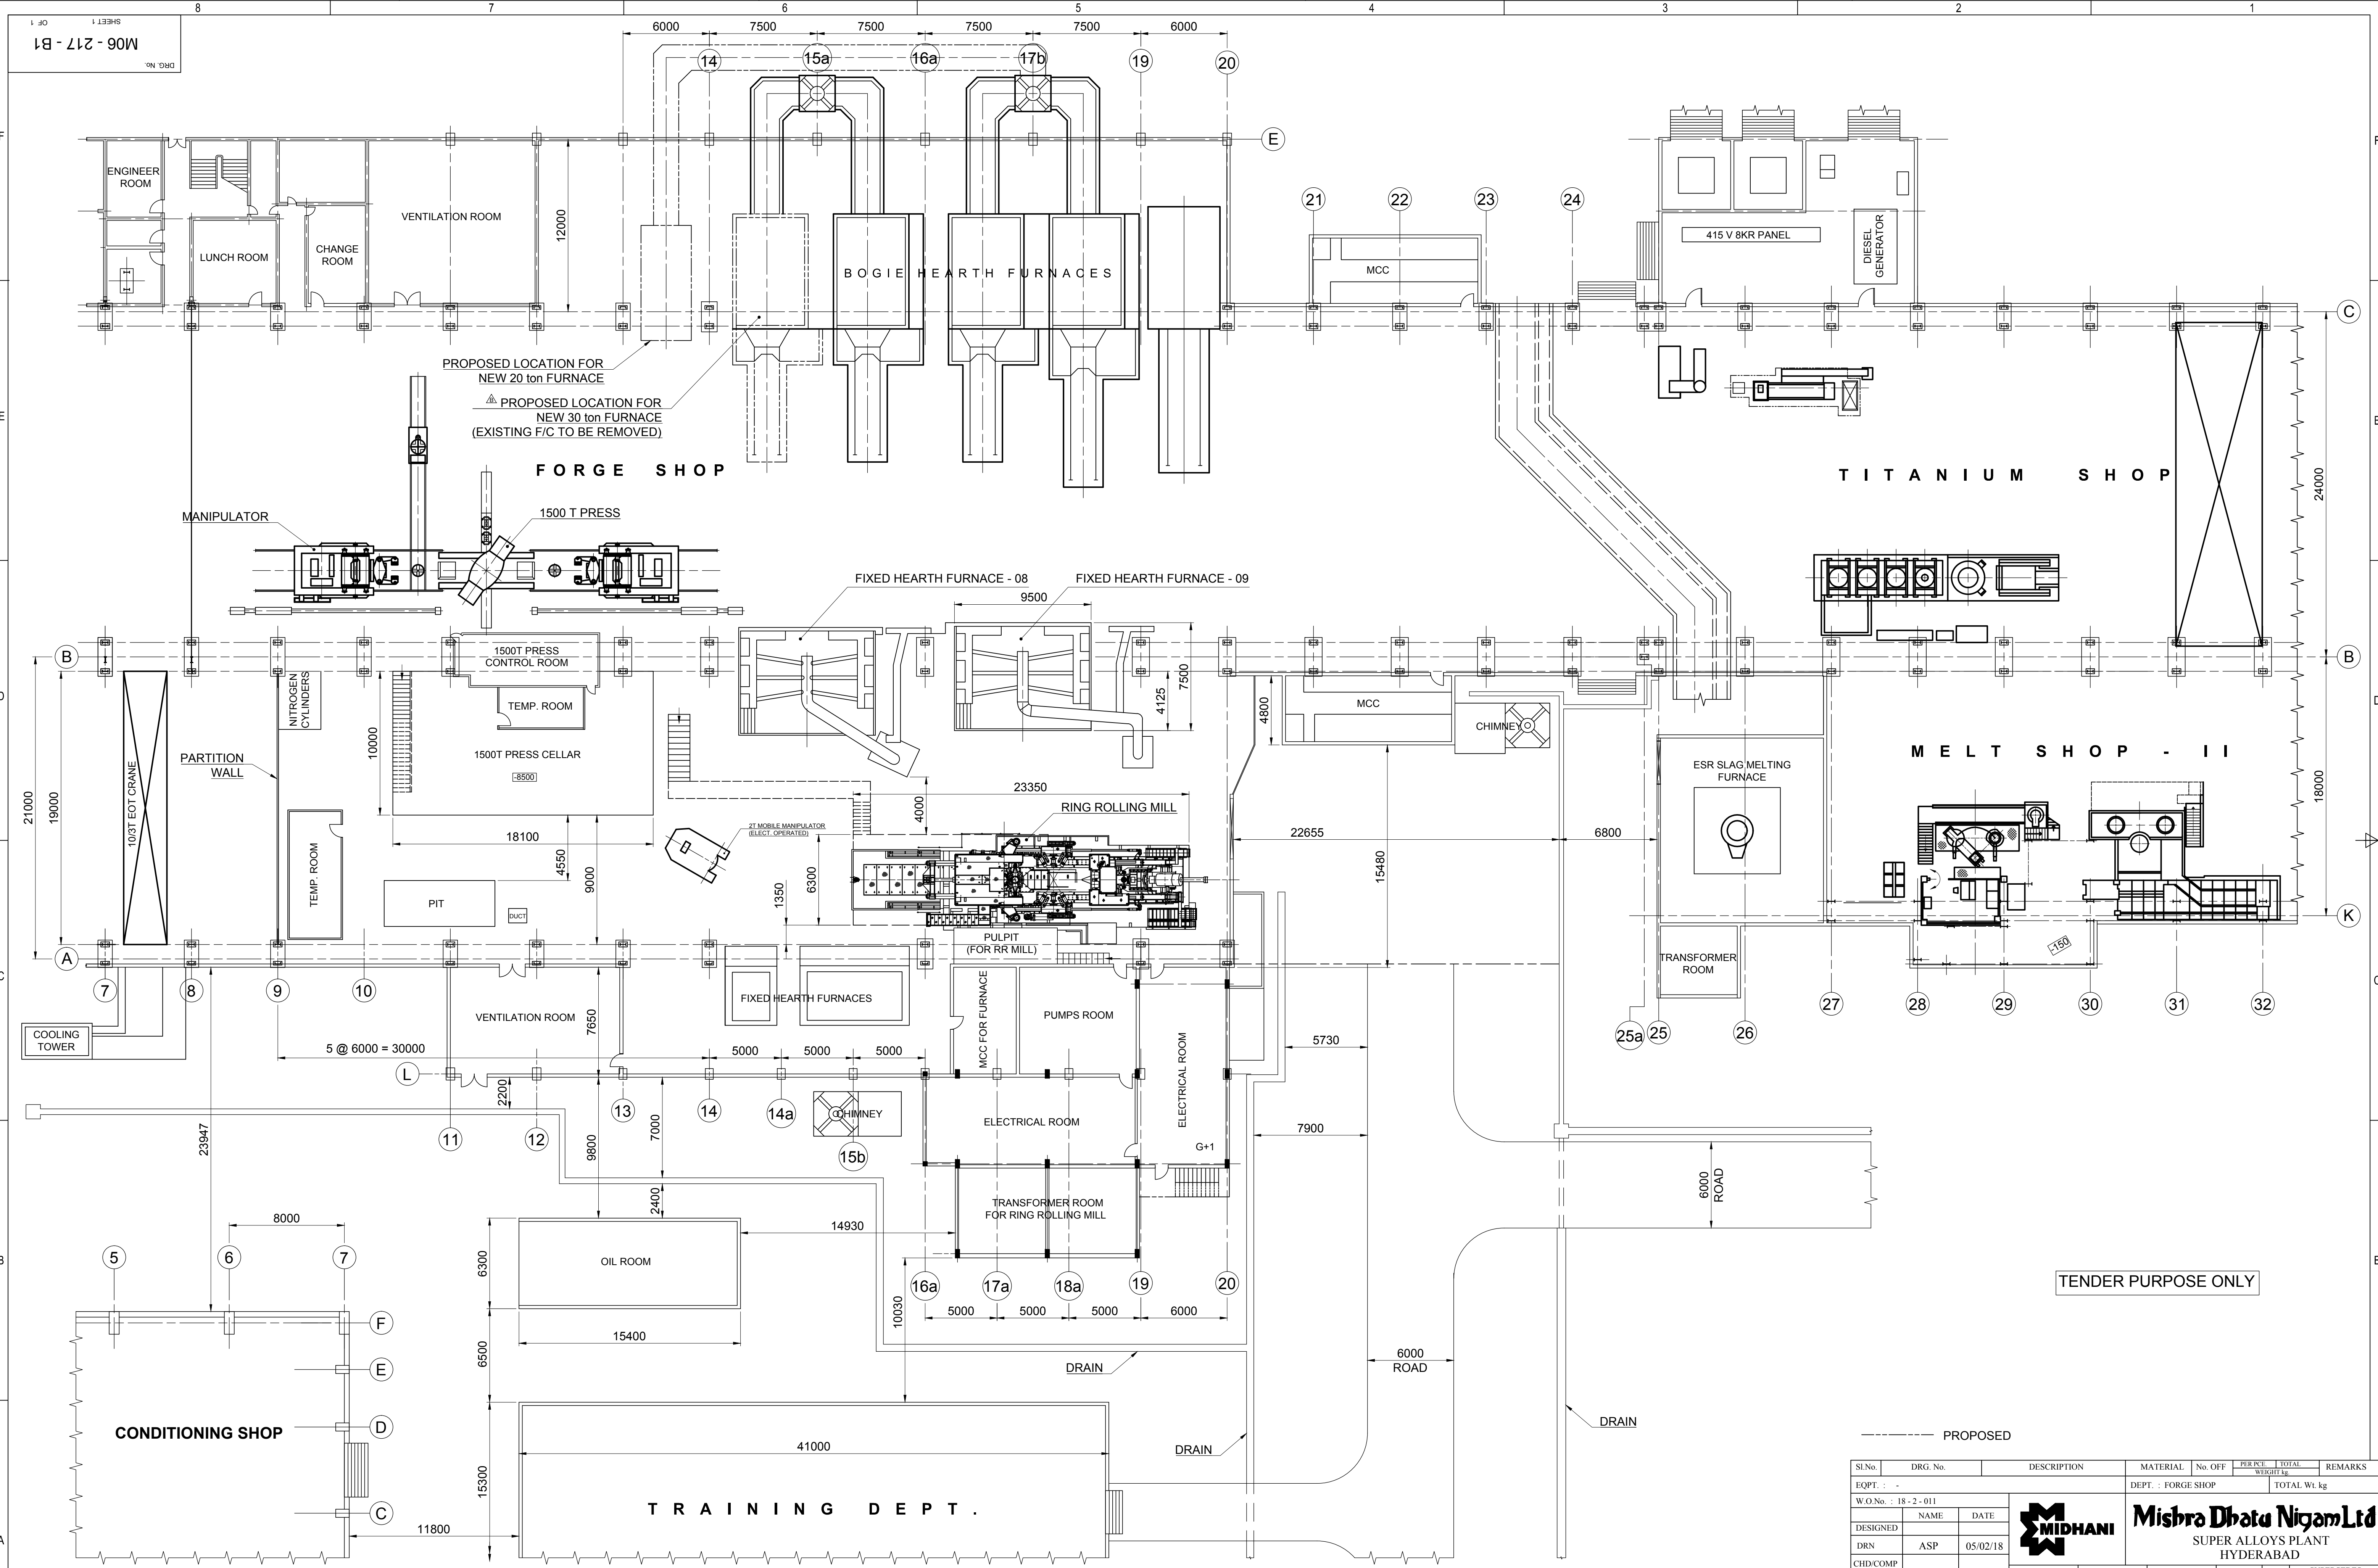 8 7 6 5 4 3 2 1
SHEET 1 OF 1
M06 - 217 - B1
DRG. No.
6000 7500 7500 7500 7500 6000
14 15a 16a 17b 19 20
F
F
E
ENGINEER
ROOM
VENTILATION ROOM
12000
LUNCH ROOM
CHANGE
ROOM
BOGIE HEARTH FURNACES
21 22 23 24
MCC
415 V 8KR PANEL
DIESEL
GENERATOR
C
PROPOSED LOCATION FOR
NEW 20 ton FURNACE
PROPOSED LOCATION FOR
NEW 30 ton FURNACE
(EXISTING F/C TO BE REMOVED)
E
E
FORGE SHOP
TITANIUM SHOP
24000
MANIPULATOR
1500 T PRESS
FIXED HEARTH FURNACE - 08
FIXED HEARTH FURNACE - 09
9500
B
B
1500T PRESS
CONTROL ROOM
NITROGEN
CYLINDERS
TEMP. ROOM
10000
4125
7500
4800
MCC
CHIMNEY
D
D
PARTITION
WALL
1500T PRESS CELLAR
-8500
MELT SHOP - II
ESR SLAG MELTING
FURNACE
21000
19000
10/3T EOT CRANE
23350
RING ROLLING MILL
4000
18000
18100
2T MOBILE MANIPULATOR
(ELECT. OPERATED)
22655
6800
TEMP. ROOM
4550
9000
1350
6300
15480
PIT
DUCT
K
PULPIT
(FOR RR MILL)
-150
A
TRANSFORMER
ROOM
C
C
7 8 9 10
FIXED HEARTH FURNACES
MCC FOR FURNACE
PUMPS ROOM
ELECTRICAL ROOM
VENTILATION ROOM
7650
27 28 29 30 31 32
25a 25 26
COOLING
TOWER
5 @ 6000 = 30000
5000 5000 5000
5730
L
2200
13 14 14a
CHIMNEY
11 12
7000
9800
15b
ELECTRICAL ROOM
G+1
7900
23947
6000
ROAD
2400
TRANSFORMER ROOM
FOR RING ROLLING MILL
8000
14930
5 6 7
6300
OIL ROOM
16a 17a 18a 19 20
TENDER PURPOSE ONLY
B
B
5000 5000 5000 6000
10030
F
15400
6500
6000
ROAD
DRAIN
E
CONDITIONING SHOP
D
DRAIN
DRAIN
41000
PROPOSED
15300
TRAINING DEPT.
C
11800
A
Sl.No. DRG. No. DESCRIPTION MATERIAL No. OFF PER PCE. TOTAL REMARKS
WEIGHT kg.
EQPT. : - DEPT. : FORGE SHOP TOTAL Wt. kg
W.O.No. : 18 - 2 - 011
NAME DATE
DESIGNED
DRN ASP 05/02/18
CHD/COMP
MIDHANI
Mishra Dhatu Nigam Ltd
SUPER ALLOYS PLANT
HYDERABAD